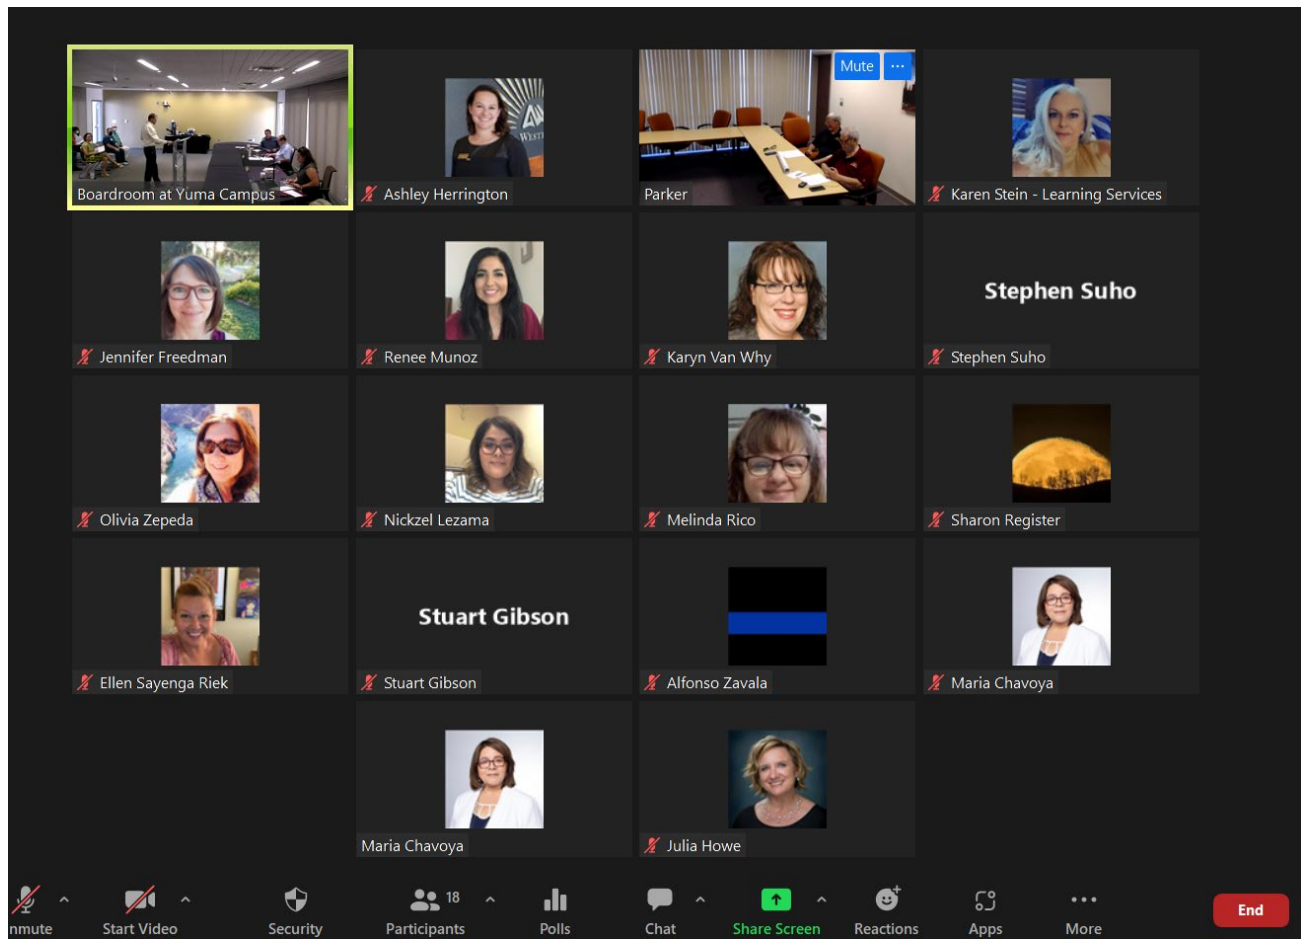 Mute ...
Boardroom at Yuma Campus
Ashley Herrington
Parker
Karen Stein - Learning Services
Stephen Suho
Jennifer Freedman
Renee Munoz
Karyn Van Why
Stephen Suho
Olivia Zepeda
Nickzel Lezama
Melinda Rico
Sharon Register
Stuart Gibson
Ellen Sayenga Riek
Stuart Gibson
Alfonso Zavala
Maria Chavoya
Maria Chavoya
Julia Howe
18
nmute
Start Video
Security
Participants
Polls
Chat
Share Screen
Reactions
Apps
More
End